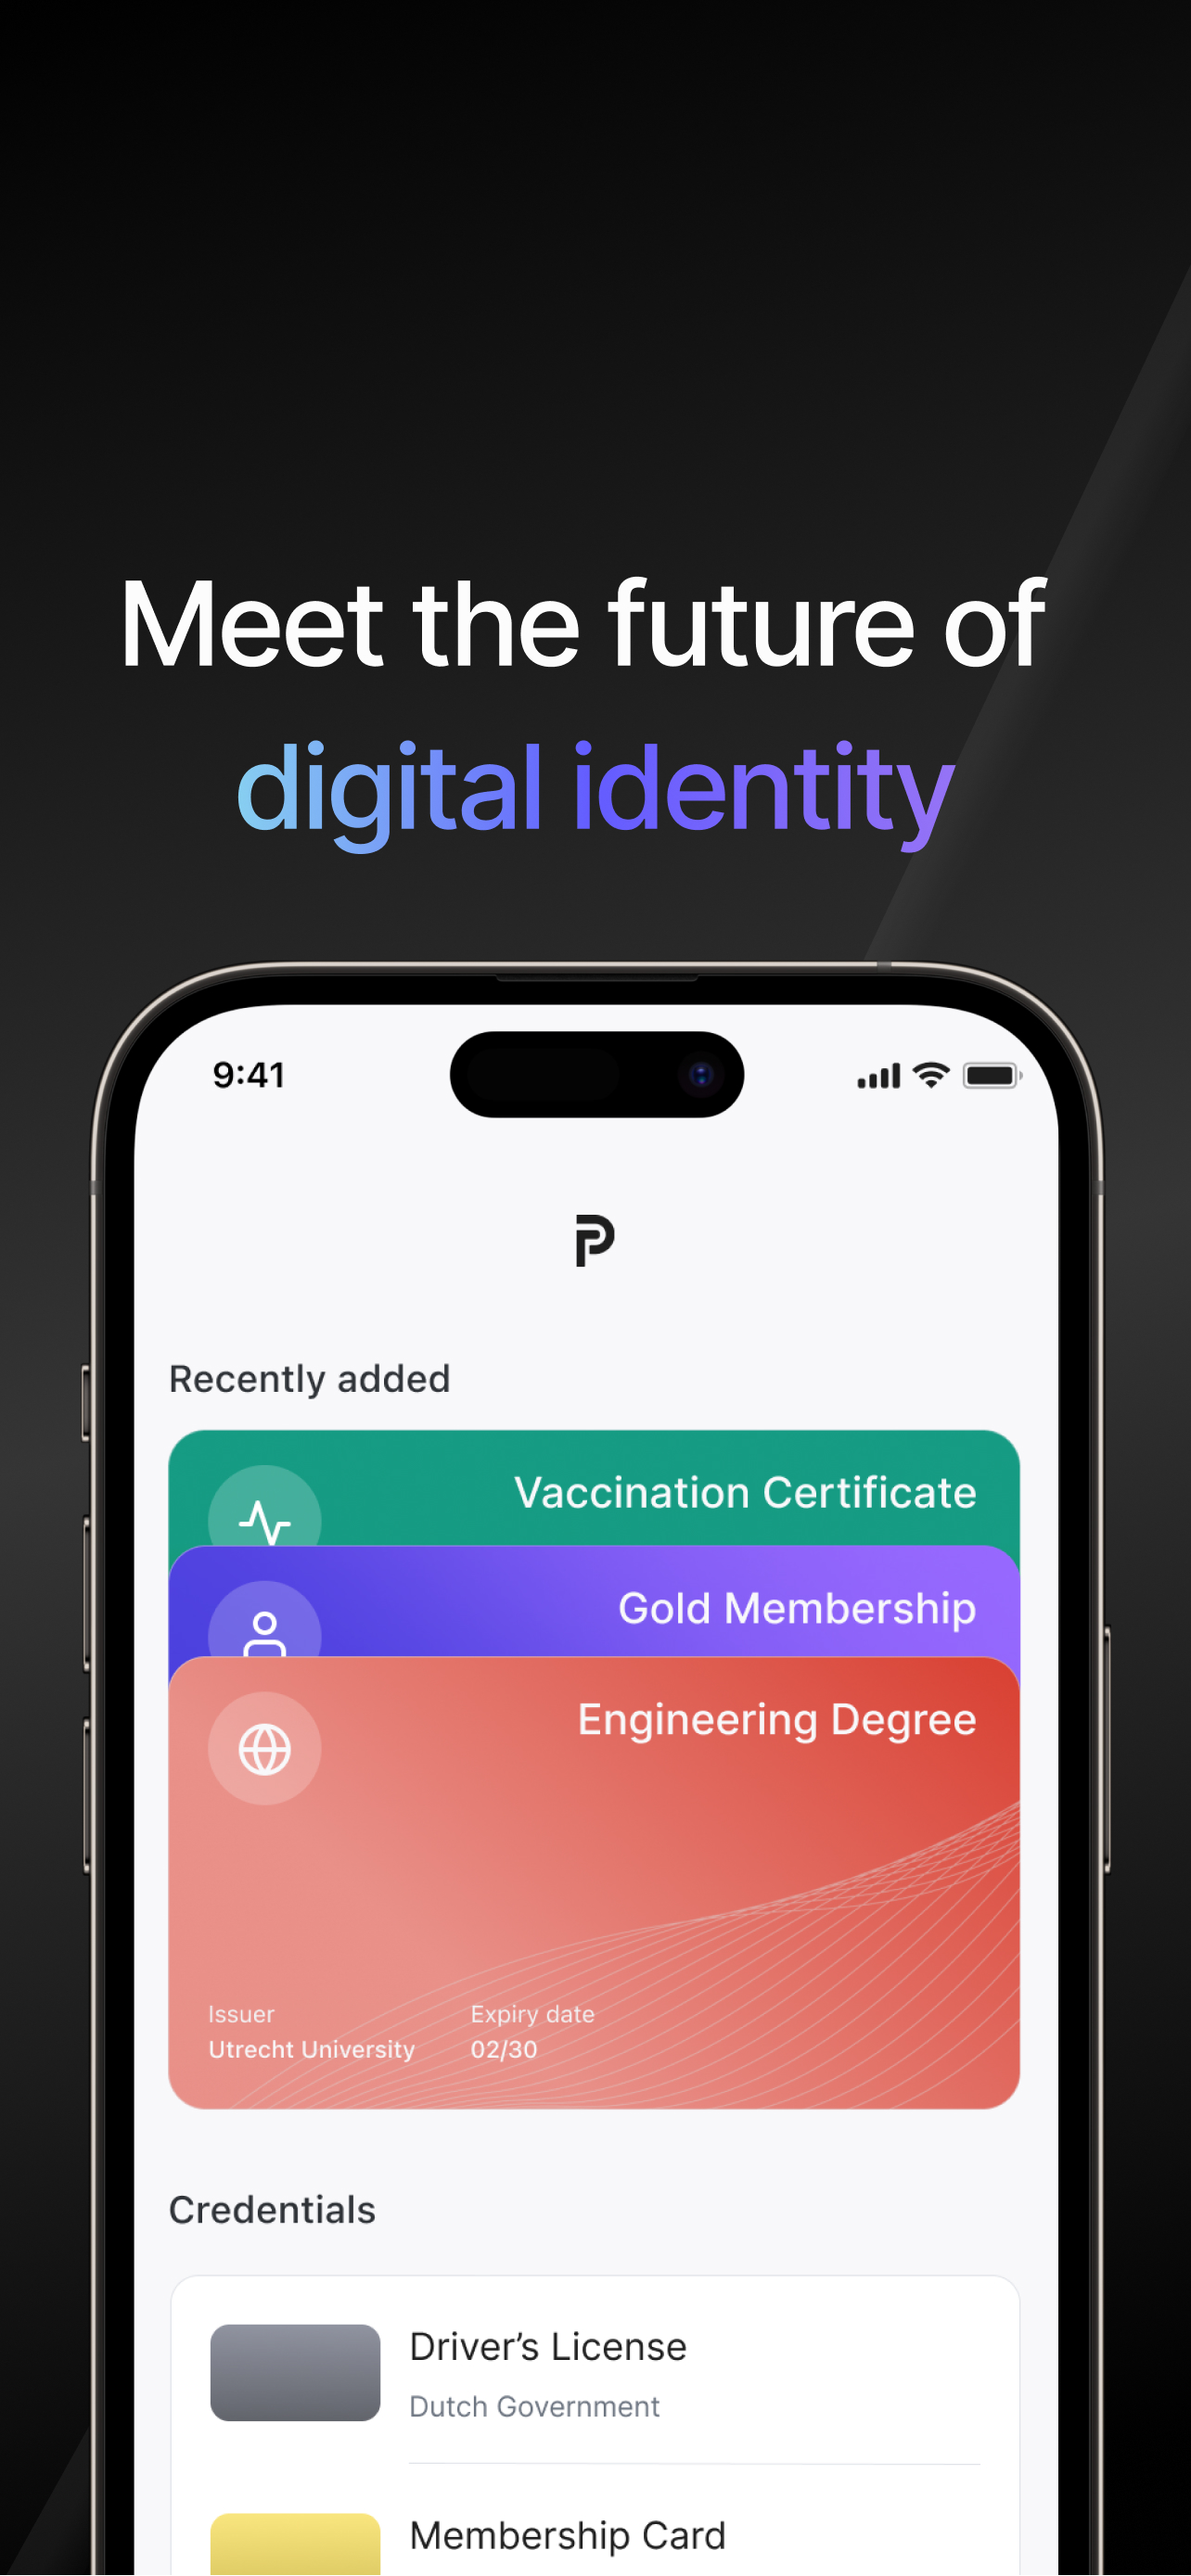 Meet the future of
digital identity
9:41
P
Recently added
Vaccination Certificate
Gold Membership
Engineering Degree
Issuer
Expiry date
Utrecht University
02/30
Credentials
Driver’s License
Dutch Government
Membership Card